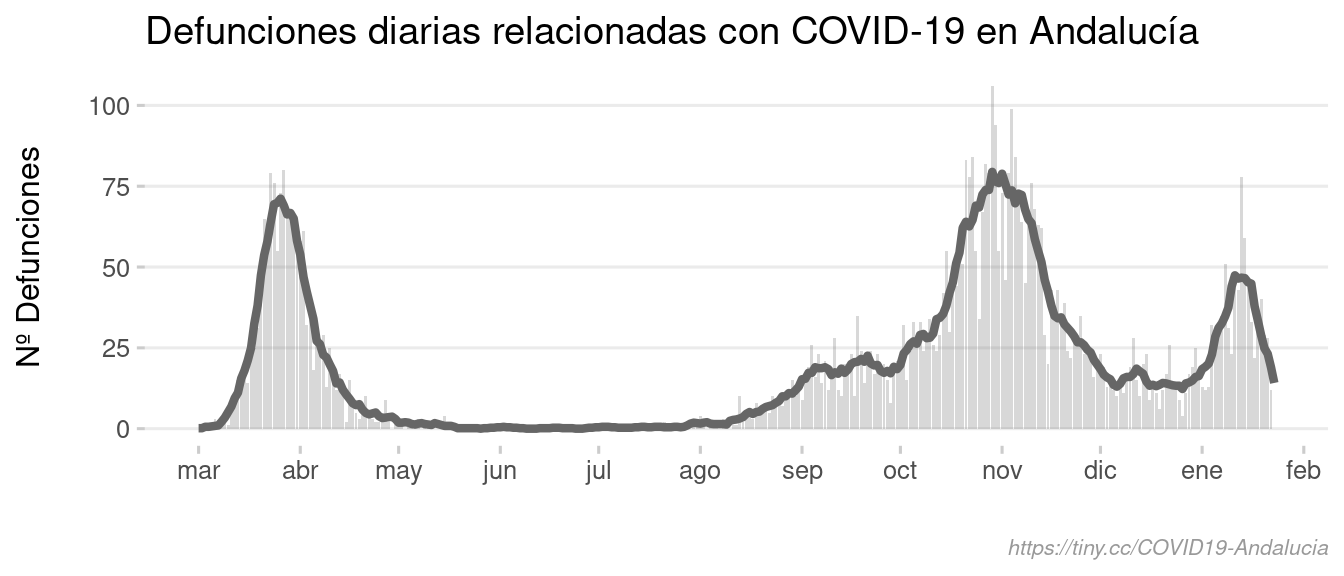 Defunciones diarias relacionadas con COVID-19 en Andalucía
Nº Defunciones
100
75
50
25
0
mar abr may jun jul ago sep oct nov dic ene feb
https://tiny.cc/COVID19-Andalucia